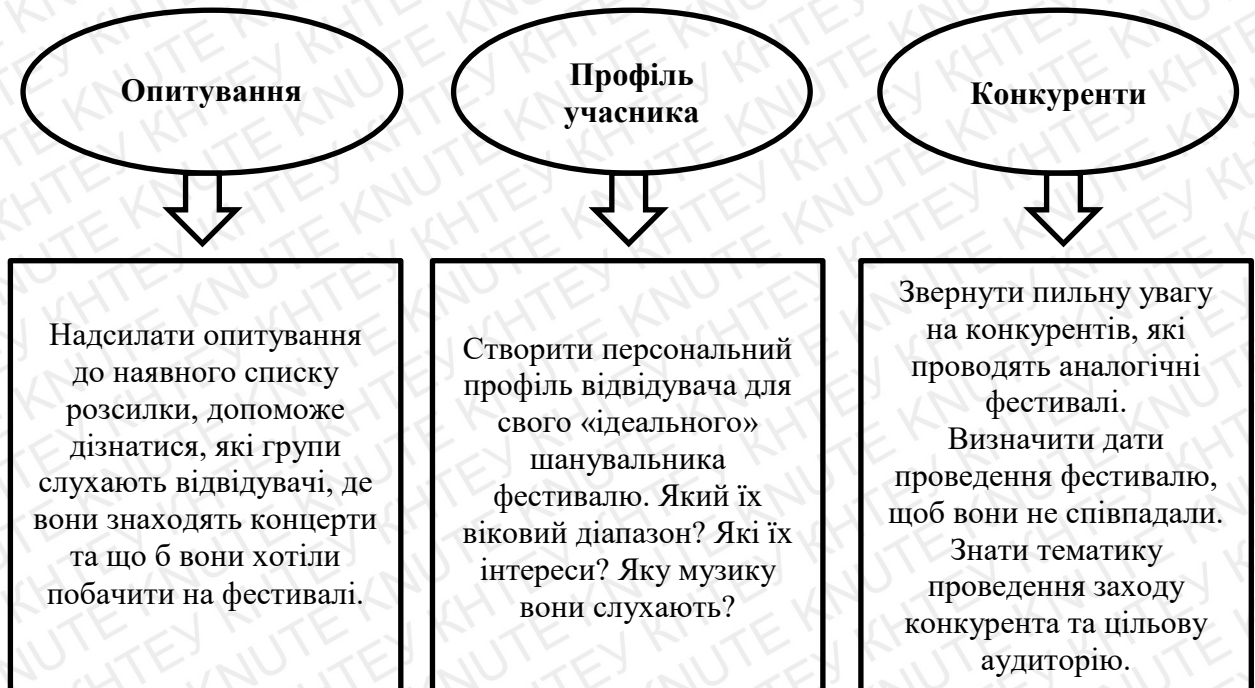 Опитування
Профіль
учасника
Конкуренти
Надсилати опитування
до наявного списку
розсилки, допоможе
дізнатися, які групи
слухають відвідувачі, де
вони знаходять концерти
та що б вони хотіли
побачити на фестивалі.
Створити персональний
профіль відвідувача для
свого «ідеального»
шанувальника
фестивалю. Який їх
віковий діапазон? Які їх
інтереси? Яку музику
вони слухають?
Звернути пильну увагу
на конкурентів, які
проводять аналогічні
фестивалі.
Визначити дати
проведення фестивалю,
щоб вони не співпадали.
Знати тематику
проведення заходу
конкурента та цільову
аудиторію.